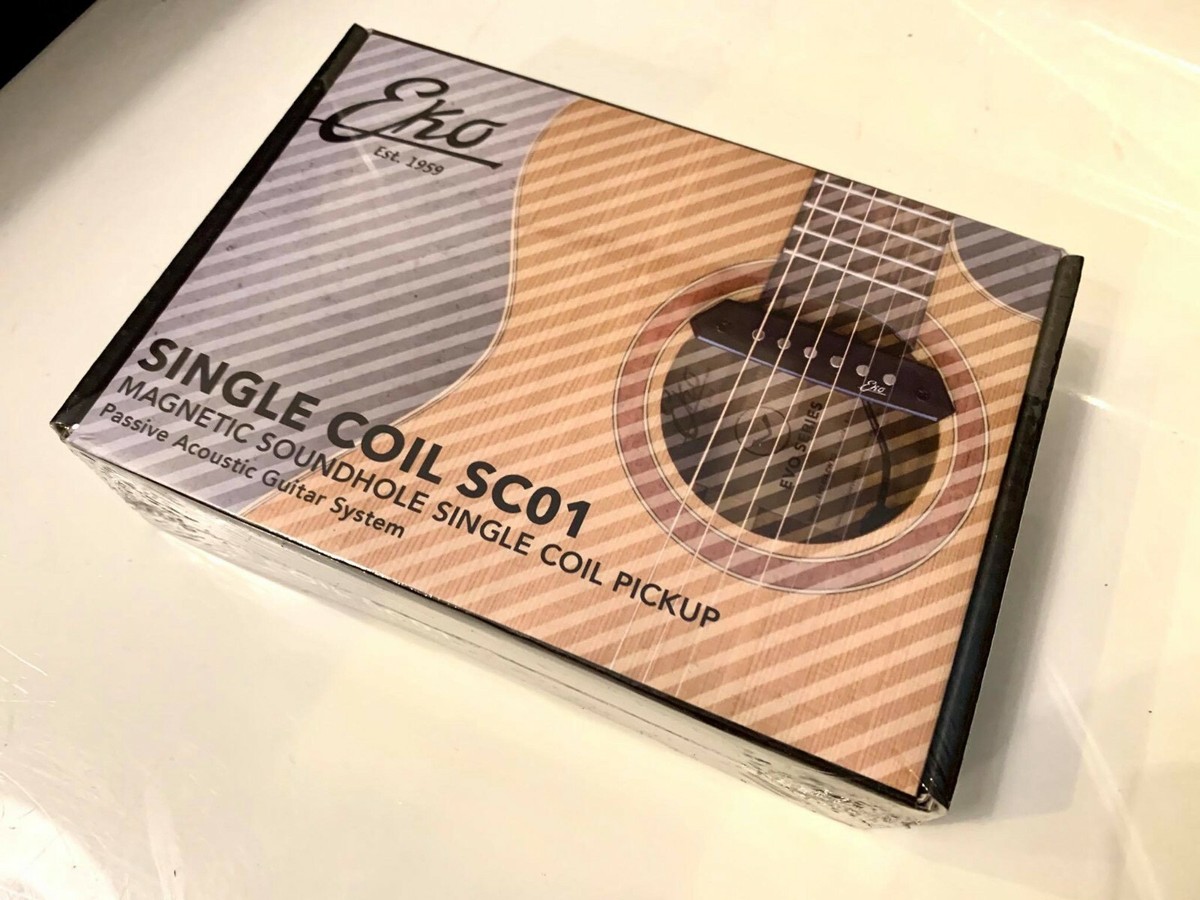 Eko
Est. 1959
Eko
EVO SERIES
SINGLE COIL SC01
MAGNETIC SOUNDHOLE SINGLE COIL PICKUP
Passive Acoustic Guitar System